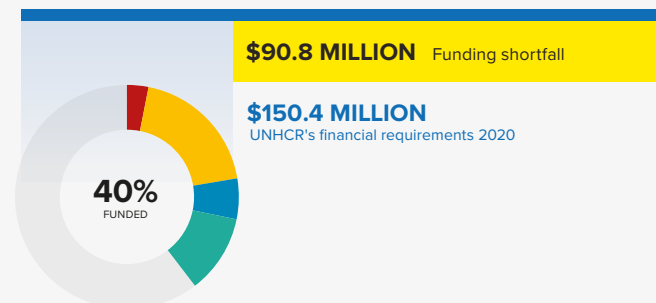 $90.8 MILLION Funding shortfall
$150.4 MILLION
UNHCR's financial requirements 2020
40%
FUNDED